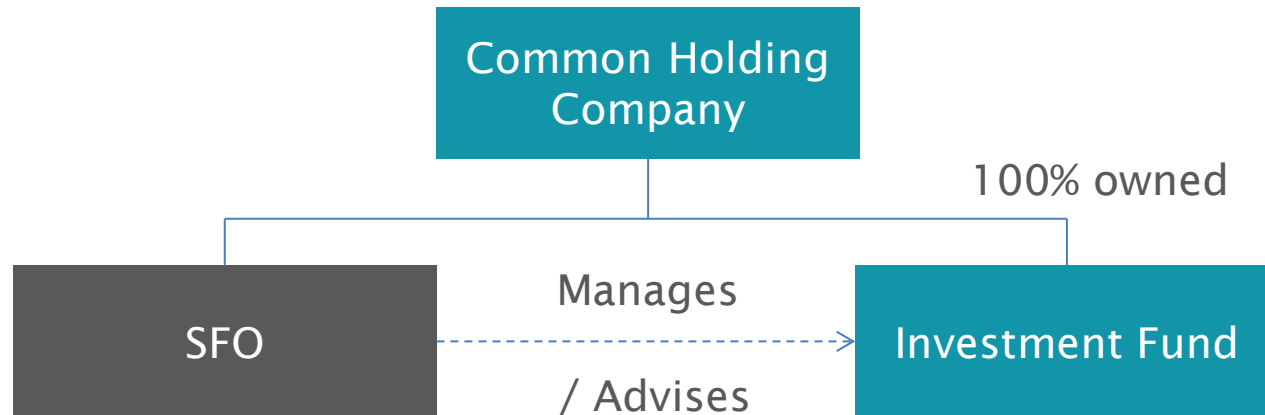 Common Holding
Company
100% owned
SFO
Manages
/ Advises
Investment Fund